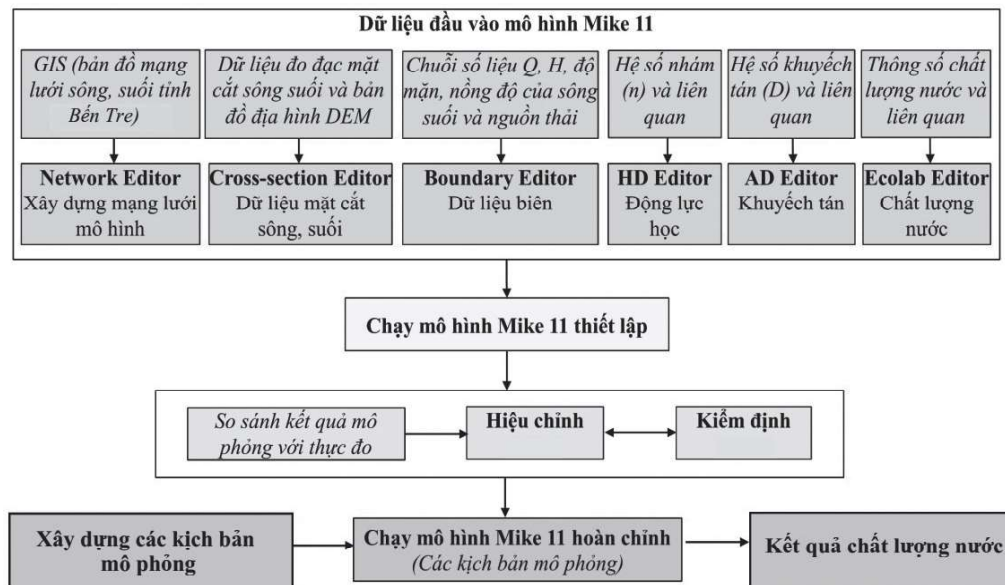 Dữ liệu đầu vào mô hình Mike 11
GIS (bản đồ mạng
lưới sông, suối tỉnh
Bến Tre)
Dữ liệu đo đạc mặt
cắt sông suối và bản
đồ địa hình DEM
Chuỗi số liệu Q, H, độ
mặn, nồng độ của sông
suối và nguồn thải
Hệ số nhám
(n) và liên
quan
Hệ số khuyếch
tán (D) và liên
quan
Thông số chất
lượng nước và
liên quan
Network Editor
Xây dựng mạng lưới
mô hình
Cross-section Editor
Dữ liệu mặt cắt
sông, suối
Boundary Editor
Dữ liệu biên
HD Editor
Động lực
học
AD Editor
Khuyếch tán
Ecolab Editor
Chất lượng
nước
Chạy mô hình Mike 11 thiết lập
So sánh kết quả mô
phỏng với thực đo
Hiệu chỉnh
Kiểm định
Xây dựng các kịch bản
mô phỏng
Chạy mô hình Mike 11 hoàn chỉnh
(Các kịch bản mô phỏng)
Kết quả chất lượng nước